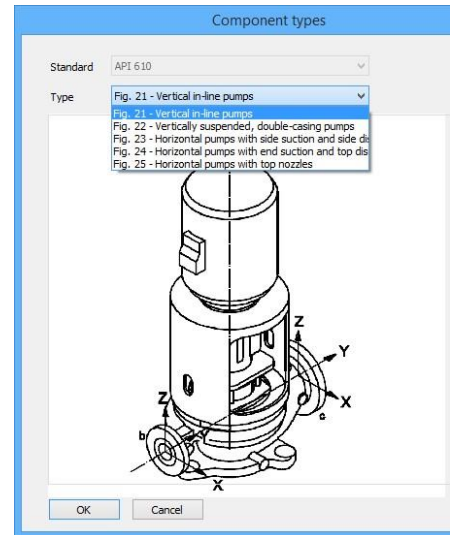 Component types
Standard
API 610
Type
Fig. 21 - Vertical in-line pumps
Fig. 21 - Vertical in-line pumps
Fig. 22 - Vertically suspended, double-casing pumps
Fig. 23 - Horizontal pumps with side suction and side dis
Fig. 24 - Horizontal pumps with end suction and top dis
Fig. 25 - Horizontal pumps with top nozzles
Z
Y
X
c
Z
Y
b
X
OK
Cancel